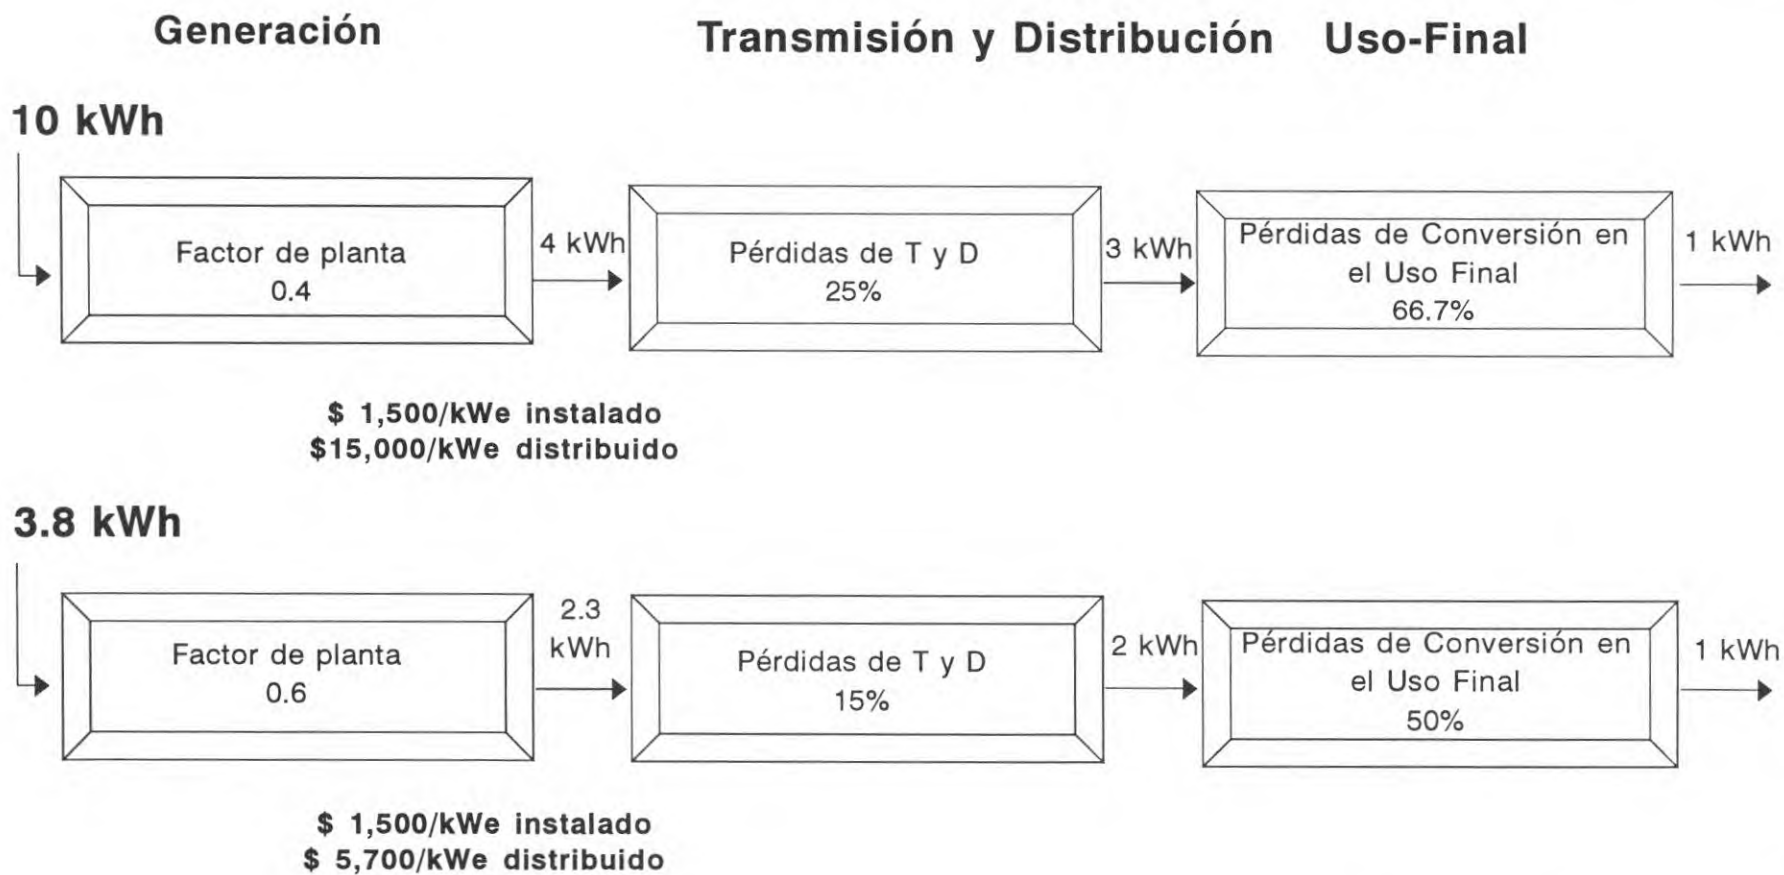 Generación
Transmisión y Distribución
Uso-Final
10 kWh
Factor de planta
0.4
4 kWh
Pérdidas de T y D
25%
3 kWh
Pérdidas de Conversión en
el Uso Final
66.7%
1 kWh
$ 1,500/kWe instalado
$15,000/kWe distribuido
3.8 kWh
Factor de planta
0.6
2.3
kWh
Pérdidas de T y D
15%
2 kWh
Pérdidas de Conversión en
el Uso Final
50%
1 kWh
$ 1,500/kWe instalado
$ 5,700/kWe distribuido